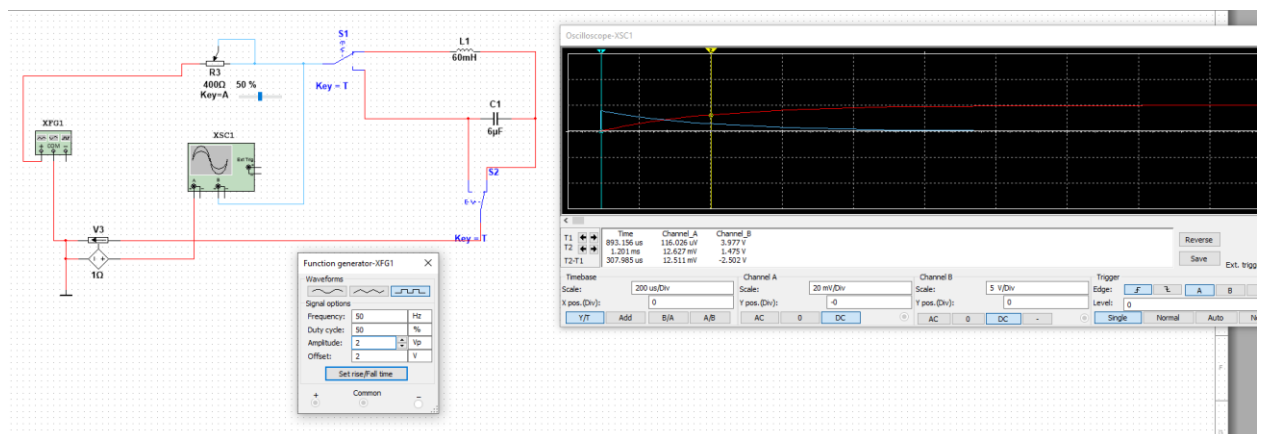 S1
Key = T
L1
60mH
R3
400Ω 50 %
Key=A
C1
6µF
XFG1
COM
XSC1
Ext Trig
A B
S2
Key = T
V3
1Ω
Function generator-XFG1
Waveforms
Signal options
Frequency: 50 Hz
Duty cycle: 50 %
Amplitude: 2 Vp
Offset: 2 V
Set rise/Fall time
+ Common −
Oscilloscope-XSC1
Time Channel_A Channel_B
T1 893.156 us 116.026 uV 3.977 V
T2 1.201 ms 12.627 mV 1.475 V
T2-T1 307.985 us 12.511 mV -2.502 V
Reverse
Save
Ext. trigg
Timebase
Scale: 200 us/Div
X pos.(Div): 0
Y/T Add B/A A/B
Channel A
Scale: 20 mV/Div
Y pos.(Div): -0
AC 0 DC
Channel B
Scale: 5 V/Div
Y pos.(Div): 0
AC 0 DC -
Trigger
Edge: A B
Level: 0
Single Normal Auto